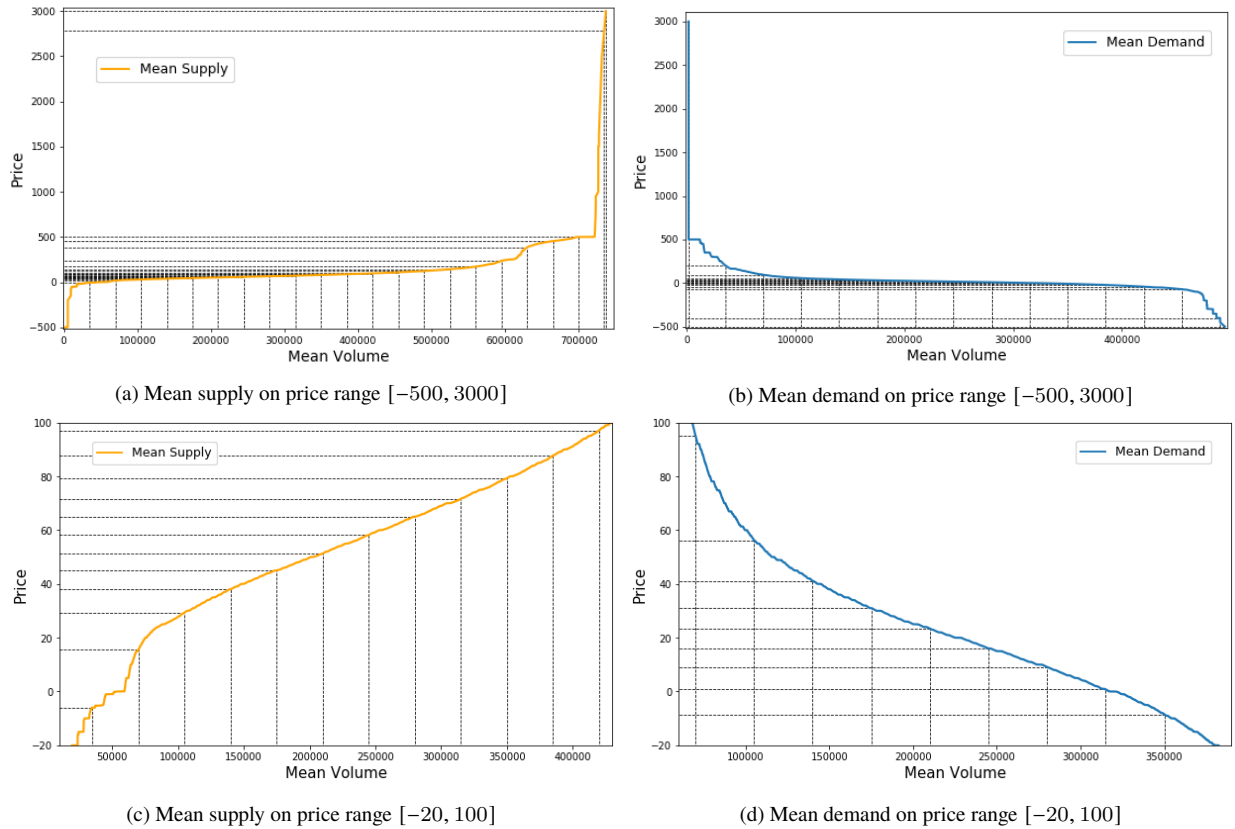 3000
2500
2000
1500
1000
500
0
−500
Price
Mean Supply
0 100000 200000 300000 400000 500000 600000 700000
Mean Volume
(a) Mean supply on price range [−500, 3000]
3000
2500
2000
1500
1000
500
0
−500
Price
Mean Demand
0 100000 200000 300000 400000
Mean Volume
(b) Mean demand on price range [−500, 3000]
100
80
60
40
20
0
−20
Price
Mean Supply
50000 100000 150000 200000 250000 300000 350000 400000
Mean Volume
(c) Mean supply on price range [−20, 100]
100
80
60
40
20
0
−20
Price
Mean Demand
100000 150000 200000 250000 300000 350000
Mean Volume
(d) Mean demand on price range [−20, 100]